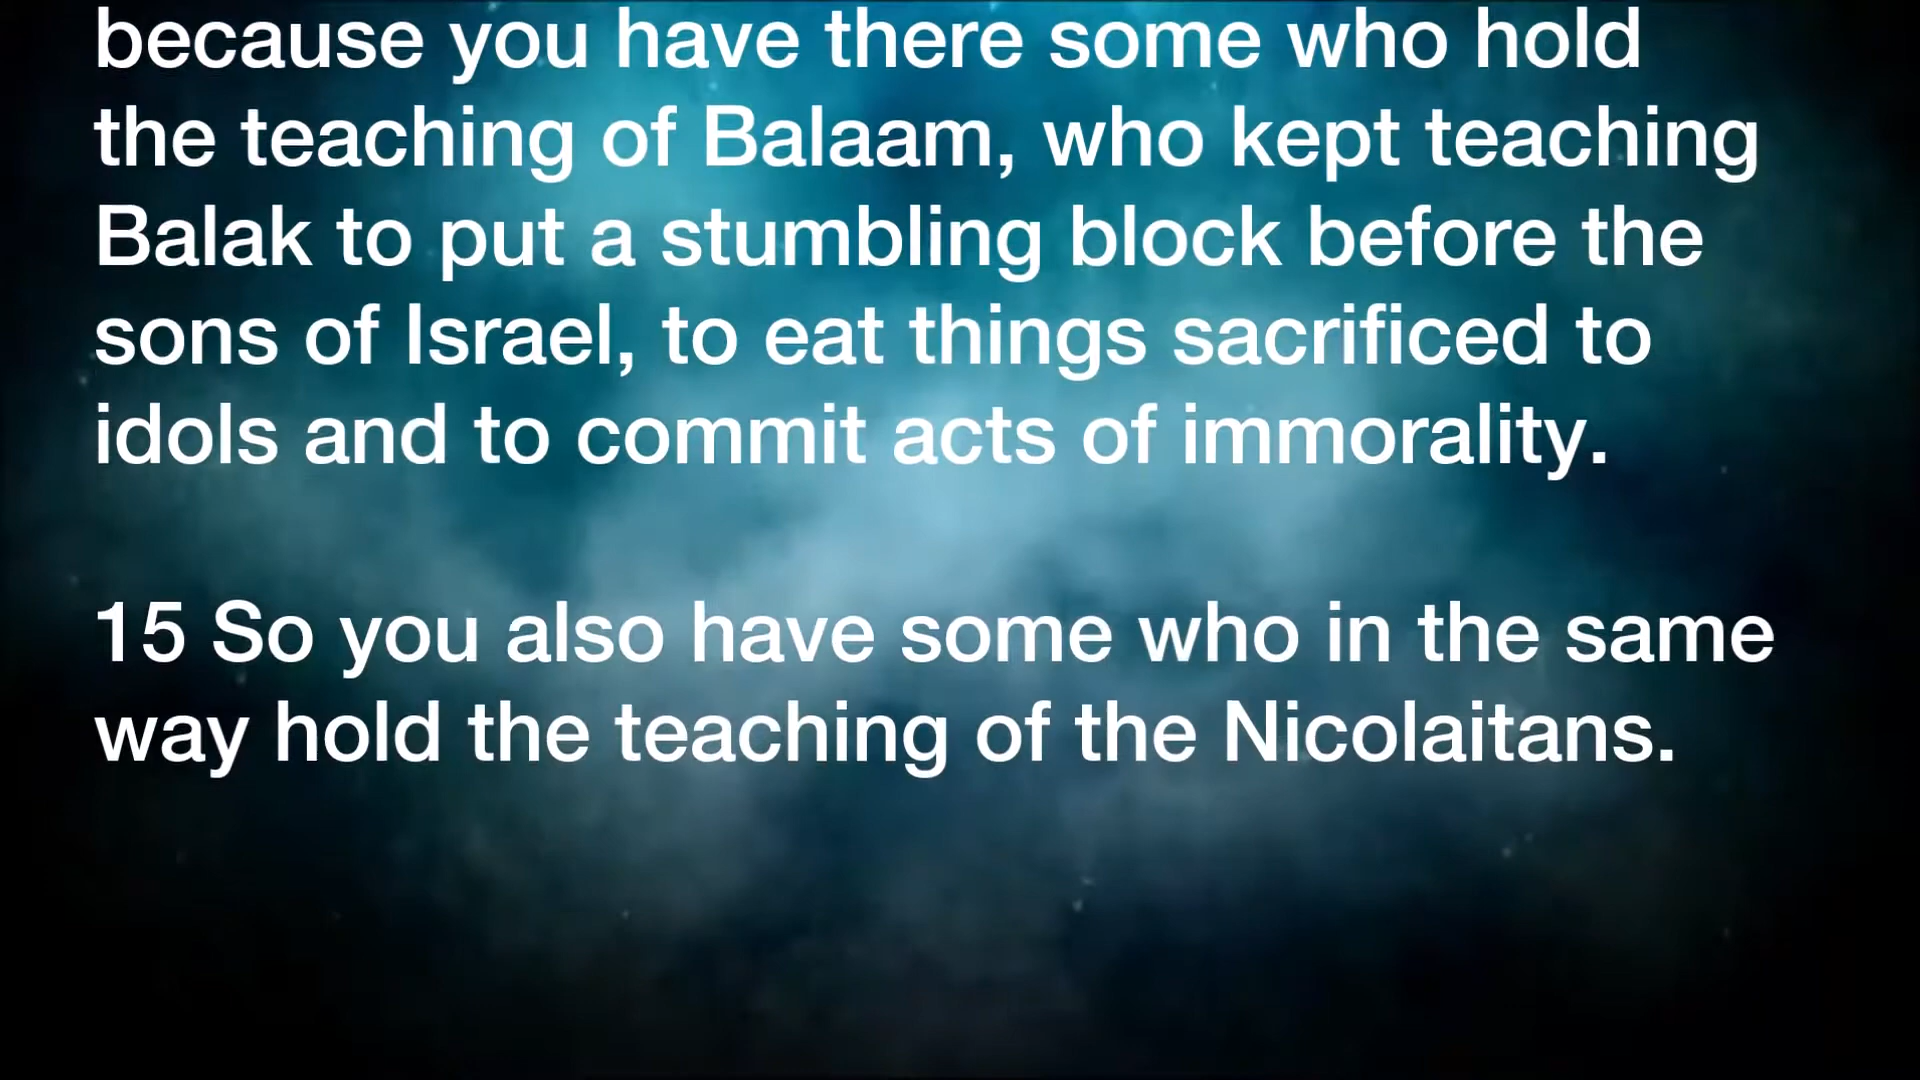 because you have there some who hold
the teaching of Balaam, who kept teaching
Balak to put a stumbling block before the
sons of Israel, to eat things sacrificed to
idols and to commit acts of immorality.
15 So you also have some who in the same
way hold the teaching of the Nicolaitans.